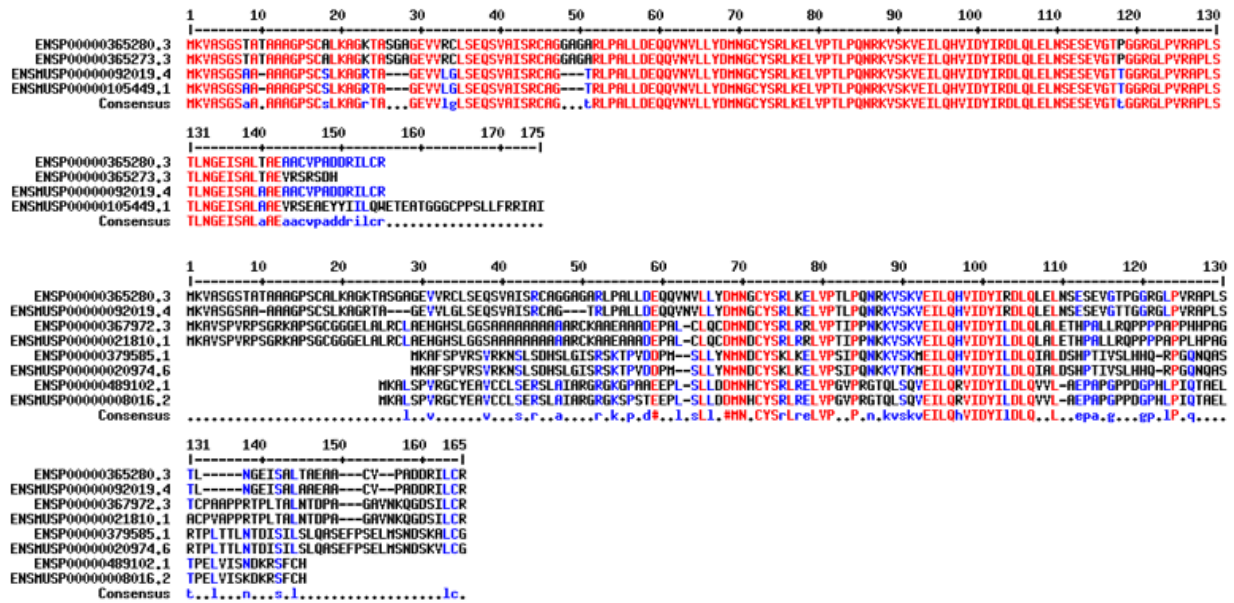 1 10 20 30 40 50 60 70 80 90 100 110 120 130
|--------+---------+---------+---------+---------+---------+---------+---------+---------+---------+---------+---------+---------|
ENSP00000365280.3 MKVASGSTATAAAGPSCALKAGKTASGAGEVVRCLSEQSVAISRCAGGAGARLPALLDEQQVNVLLYDMNGCYSRLKELVPTLPQNRKVSKVEILQHVIDYIRDLQLELNSESEVGTPGGRGLPVRAPLS
ENSP00000365273.3 MKVASGSTATAAAGPSCALKAGKTASGAGEVVRCLSEQSVAISRCAGGAGARLPALLDEQQVNVLLYDMNGCYSRLKELVPTLPQNRKVSKVEILQHVIDYIRDLQLELNSESEVGTPGGRGLPVRAPLS
ENSMUSP00000092019.4 MKVASGSAA-AAAGPSCSLKAGRTA---GEVVLGLSEQSVAISRCAG---TRLPALLDEQQVNVLLYDMNGCYSRLKELVPTLPQNRKVSKVEILQHVIDYIRDLQLELNSESEVGTTGGRGLPVRAPLS
ENSMUSP00000105449.1 MKVASGSAA-AAAGPSCSLKAGRTA---GEVVLGLSEQSVAISRCAG---TRLPALLDEQQVNVLLYDMNGCYSRLKELVPTLPQNRKVSKVEILQHVIDYIRDLQLELNSESEVGTTGGRGLPVRAPLS
Consensus MKVASGSaA.AAAGPSCsLKAGrTA...GEVVlgLSEQSVAISRCAG...tRLPALLDEQQVNVLLYDMNGCYSRLKELVPTLPQNRKVSKVEILQHVIDYIRDLQLELNSESEVGTtGGRGLPVRAPLS
131 140 150 160 170 175
|--------+---------+---------+---------+----|
ENSP00000365280.3 TLNGEISALTAEAACVPADDRILCR
ENSP00000365273.3 TLNGEISALTAEVRSRSDH
ENSMUSP00000092019.4 TLNGEISALAAEAACVPADDRILCR
ENSMUSP00000105449.1 TLNGEISALAAEVRSEAEYYIILQWETEATGGGCPPSLLFRRIAI
Consensus TLNGEISALaAEaacvpaddrilcr....................
1 10 20 30 40 50 60 70 80 90 100 110 120 130
|--------+---------+---------+---------+---------+---------+---------+---------+---------+---------+---------+---------+---------|
ENSP00000365280.3 MKVASGSTATAAAGPSCALKAGKTASGAGEVVRCLSEQSVAISRCAGGAGARLPALLDEQQVNVLLYDMNGCYSRLKELVPTLPQNRKVSKVEILQHVIDYIRDLQLELNSESEVGTPGGRGLPVRAPLS
ENSMUSP00000092019.4 MKVASGSAA-AAAGPSCSLKAGRTA---GEVVLGLSEQSVAISRCAG---TRLPALLDEQQVNVLLYDMNGCYSRLKELVPTLPQNRKVSKVEILQHVIDYIRDLQLELNSESEVGTTGGRGLPVRAPLS
ENSP00000367972.3 MKAVSPVRPSGRKAPSGCGGGELALRCLAEHGHSLGGSAAAAAAAAAARCKAAEAAADEPAL-CLQCDMNDCYSRLRRLVPTIPPNKKVSKVEILQHVIDYILDLQLALETHPALLRQPPPPAPPHHPAG
ENSMUSP00000021810.1 MKAVSPVRPSGRKAPSGCGGGELALRCLAEHGHSLGGSAAAAAAAAAARCKAAEAAADEPAL-CLQCDMNDCYSRLRRLVPTIPPNKKVSKVEILQHVIDYILDLQLALETHPALLRQPPPPAPPLHPAG
ENSP00000379585.1 MKAFSPVRSVRKNSLSDHSLGISRSKTPVDDPM--SLLYNMNDCYSKLKELVPSIPQNKKVSKMEILQHVIDYILDLQIALDSHPTIVSLHHQ-RPGQNQAS
ENSMUSP00000020974.6 MKAFSPVRSVRKNSLSDHSLGISRSKTPVDDPM--SLLYNMNDCYSKLKELVPSIPQNKKVTKMEILQHVIDYILDLQIALDSHPTIVSLHHQ-RPGQNQAS
ENSP00000489102.1 MKALSPVRGCYEAVCCLSERSLAIARGRGKGPAAEEPL-SLLDDMNHCYSRLRELVPGVPRGTQLSQVEILQRVIDYILDLQVVL-AEPAPGPPDGPHLPIQTAEL
ENSMUSP00000008016.2 MKALSPVRGCYEAVCCLSERSLAIARGRGKSPSTEEPL-SLLDDMNHCYSRLRELVPGVPRGTQLSQVEILQRVIDYILDLQVVL-AEPAPGPPDGPHLPIQTAEL
Consensus ...........................l..v......v...s.r...a...r.k.p.d#..l.sLl.#MN.CYSrLreLVP..P.n.kvskvEILQhVIDYIlDLQ...L...epa.g..gp.lP.q....
131 140 150 160 165
|--------+---------+---------+----|
ENSP00000365280.3 TL-----NGEISALTAEAA---CV--PADDRILCR
ENSMUSP00000092019.4 TL-----NGEISALAAEAA---CV--PADDRILCR
ENSP00000367972.3 TCPAAPPRTPLTALNTDPA---GAVNKQGDSILCR
ENSMUSP00000021810.1 ACPVAPPRTPLTALNTDPA---GAVNKQGDSILCR
ENSP00000379585.1 RTPLTTLNTDISILSLQASEFPSELMSNDSKALCG
ENSMUSP00000020974.6 RTPLTTLNTDISILSLQASEFPSELMSNDSKVLCG
ENSP00000489102.1 TPELVISNDKRSFCH
ENSMUSP00000008016.2 TPELVISKDKRSFCH
Consensus t..l...n...s.l..................lc.